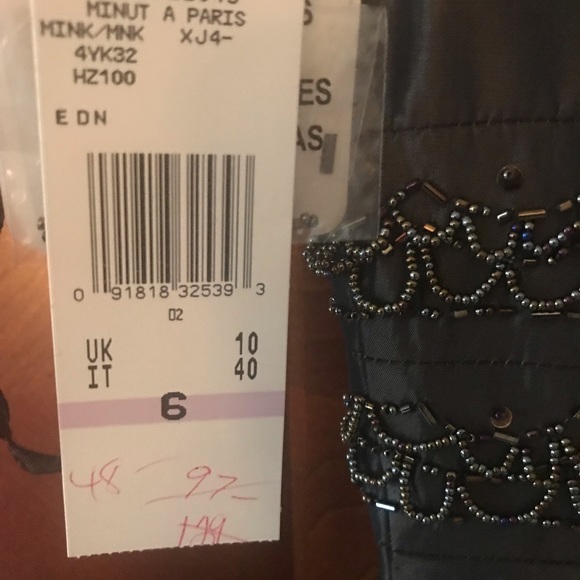 MINUT A PARIS
MINK/MNK XJ4-
4YK32
HZ100
EDN
ES
AS
0 91818 32539 3
02
UK 10
IT 40
6
48- 97-